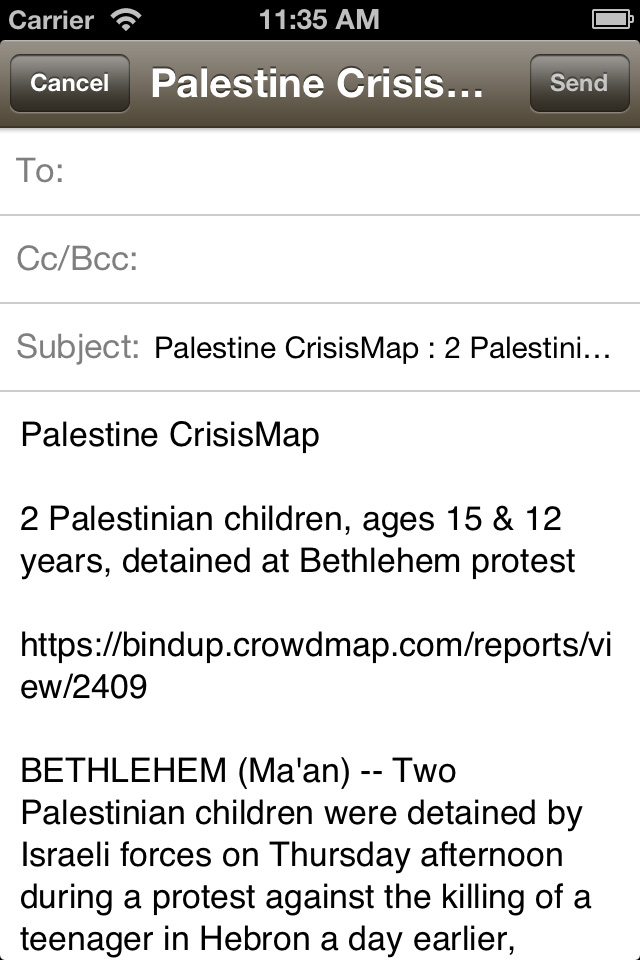 Carrier 11:35 AM
Cancel Palestine Crisis... Send
To:
Cc/Bcc:
Subject: Palestine CrisisMap : 2 Palestini...
Palestine CrisisMap
2 Palestinian children, ages 15 & 12
years, detained at Bethlehem protest
https://bindup.crowdmap.com/reports/vi
ew/2409
BETHLEHEM (Ma'an) -- Two
Palestinian children were detained by
Israeli forces on Thursday afternoon
during a protest against the killing of a
teenager in Hebron a day earlier,